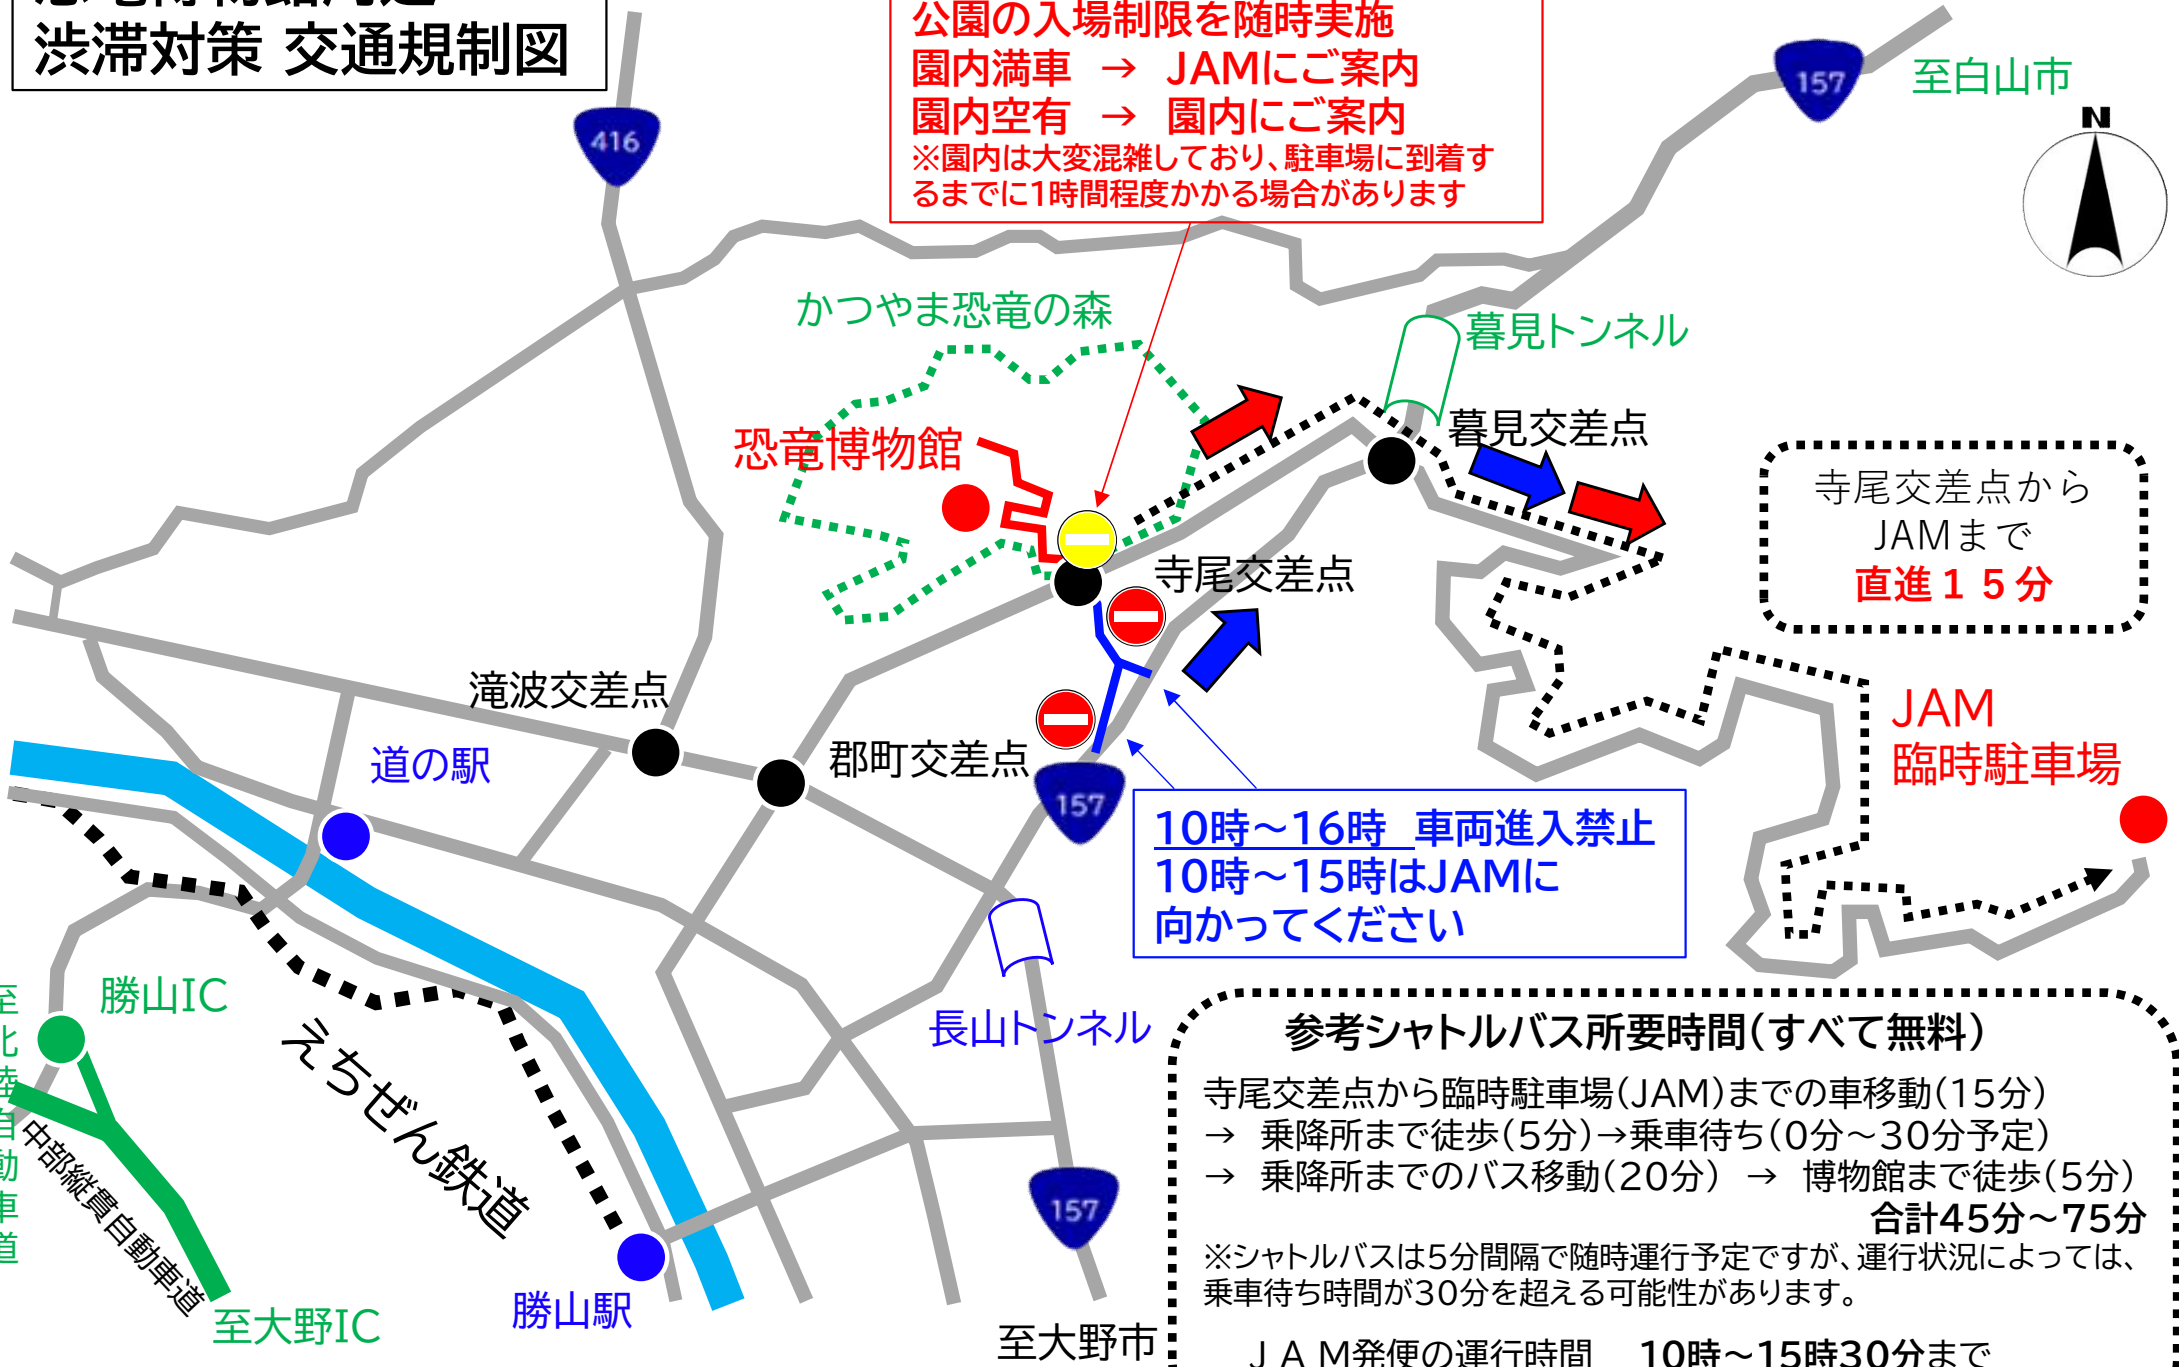 渋滞対策 交通規制図
公園の入場制限を随時実施
園内満車 → JAMにご案内
園内空有 → 園内にご案内
※園内は大変混雑しており、駐車場に到着す
るまでに1時間程度かかる場合があります
157
至白山市
N
416
かつやま恐竜の森
暮見トンネル
恐竜博物館
暮見交差点
寺尾交差点から
JAMまで
直進15分
寺尾交差点
滝波交差点
郡町交差点
道の駅
157
JAM
臨時駐車場
10時～16時 車両進入禁止
10時～15時はJAMに
向かってください
勝山IC
えちぜん鉄道
長山トンネル
至北陸自動車道
中部縦貫自動車道
至大野IC
勝山駅
157
至大野市
参考シャトルバス所要時間(すべて無料)
寺尾交差点から臨時駐車場(JAM)までの車移動(15分)
→ 乗降所まで徒歩(5分)→乗車待ち(0分～30分予定)
→ 乗降所までのバス移動(20分) → 博物館まで徒歩(5分)
合計45分～75分
※シャトルバスは5分間隔で随時運行予定ですが、運行状況によっては、
乗車待ち時間が30分を超える可能性があります。
JAM発便の運行時間 10時～15時30分まで